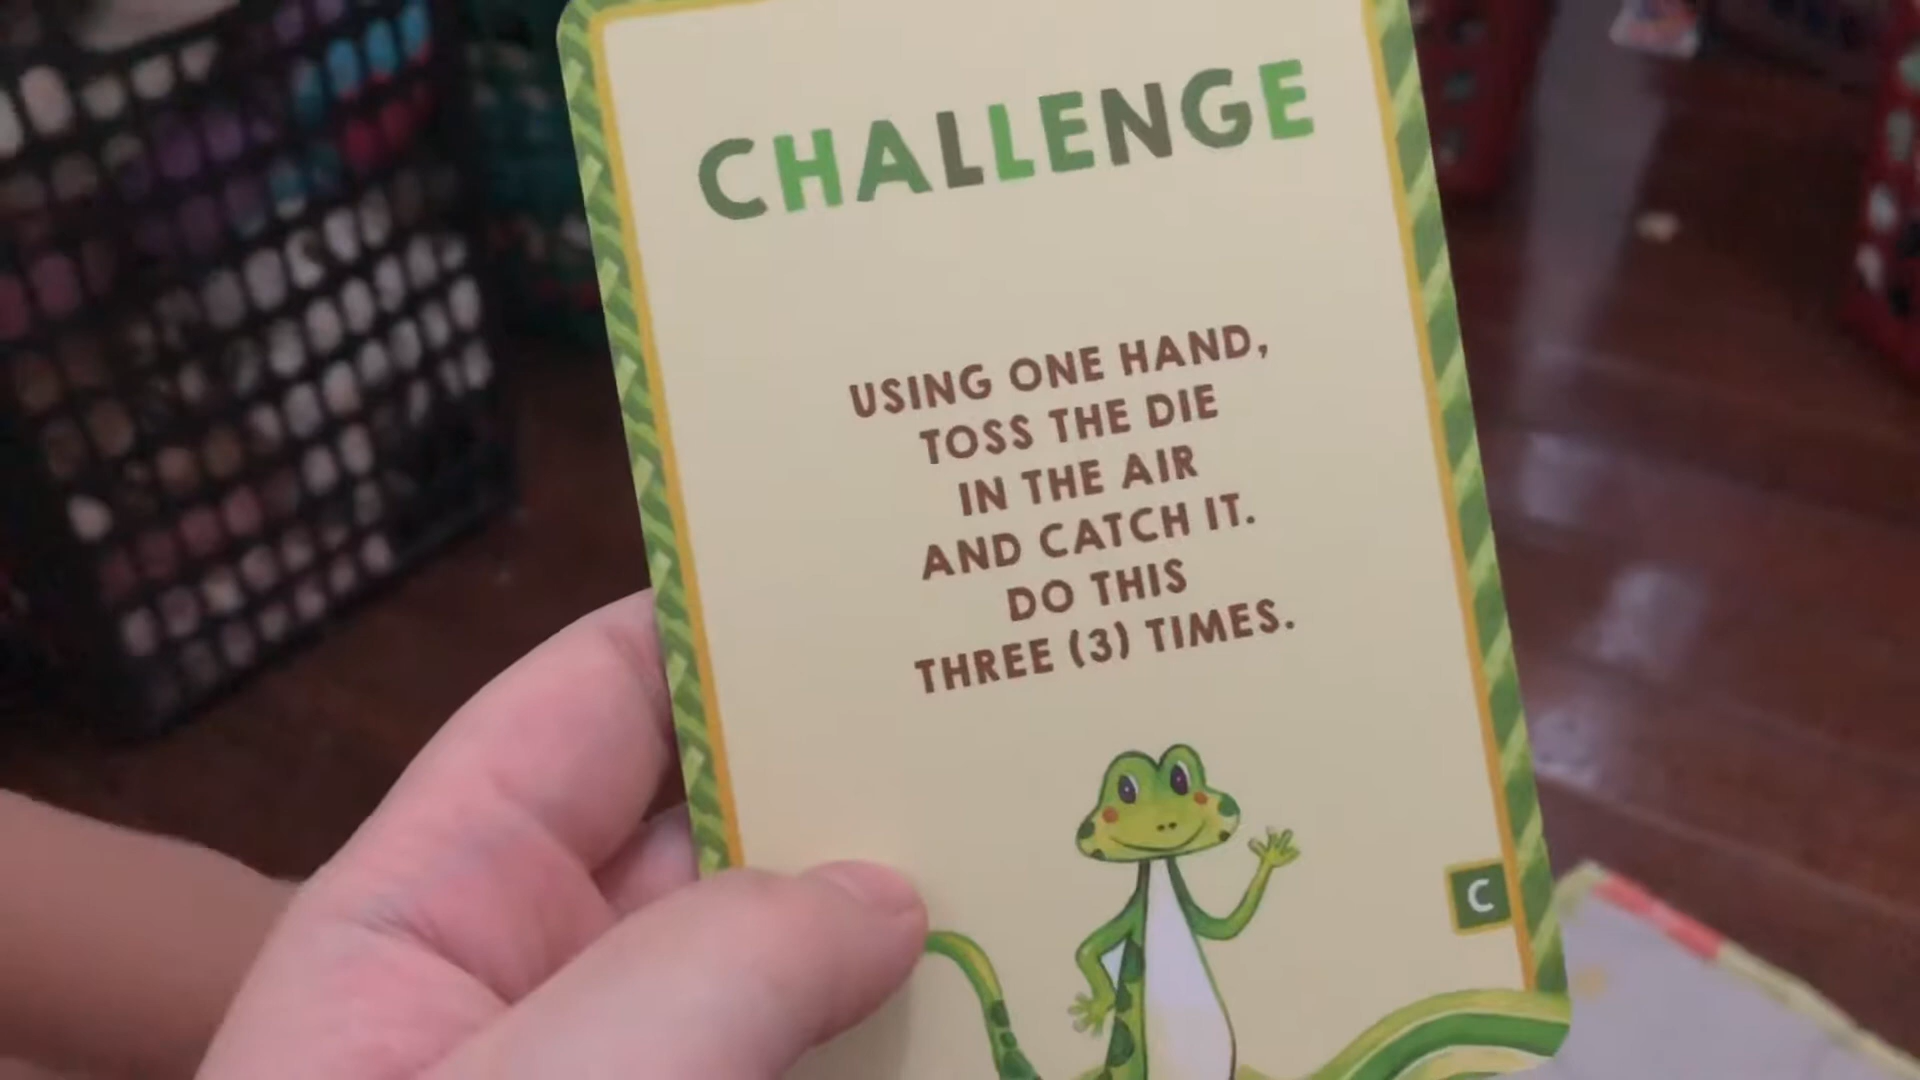 CHALLENGE
USING ONE HAND,
TOSS THE DIE
IN THE AIR
AND CATCH IT.
DO THIS
THREE (3) TIMES.
C